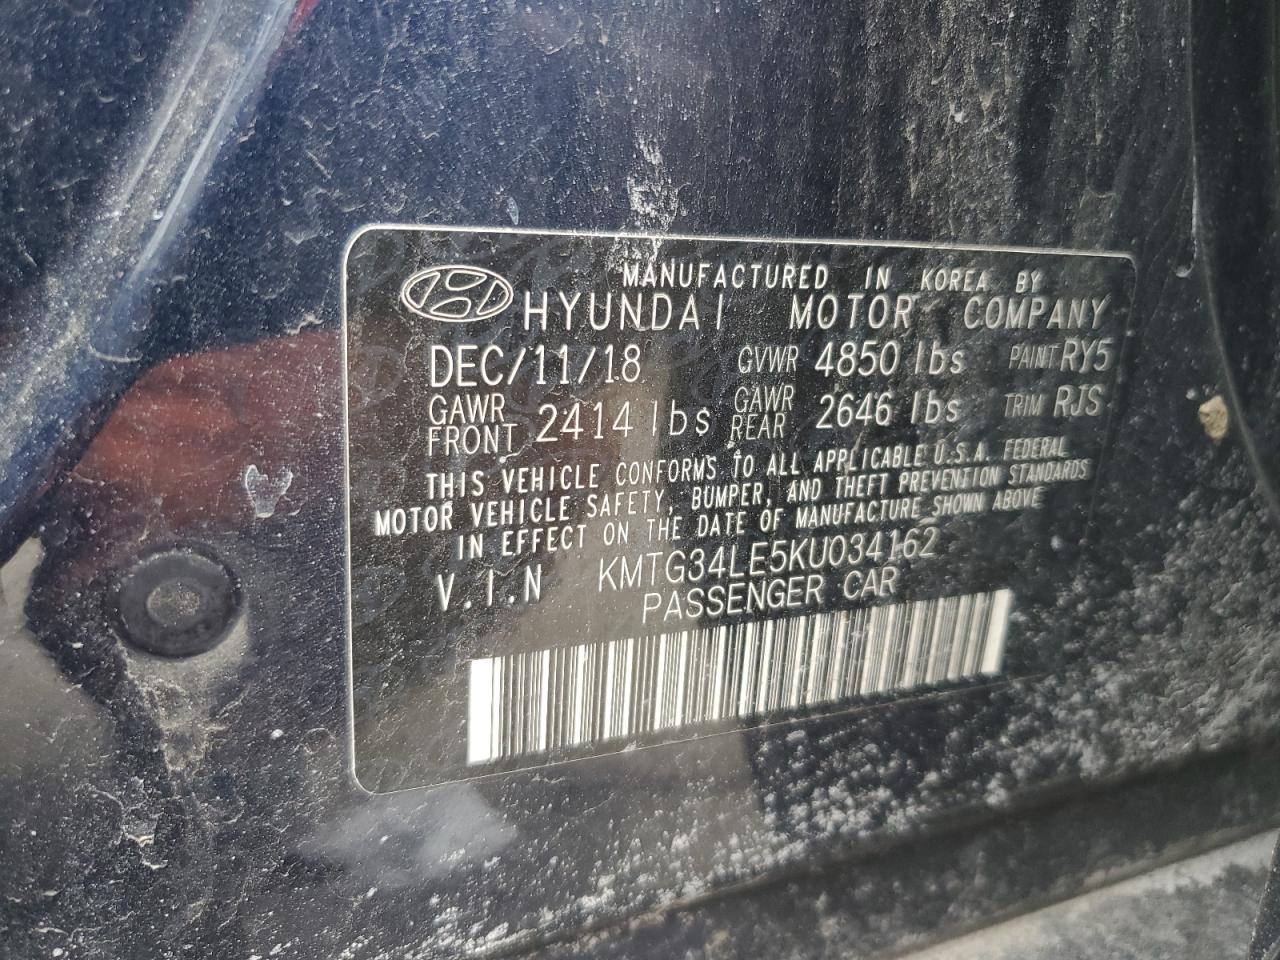 MANUFACTURED IN KOREA BY
HYUNDAI MOTOR COMPANY
DEC/11/18 GVWR 4850 lbs PAINT RY5
GAWR FRONT 2414 lbs GAWR REAR 2646 lbs TRIM RJS
THIS VEHICLE CONFORMS TO ALL APPLICABLE U.S.A. FEDERAL
MOTOR VEHICLE SAFETY, BUMPER, AND THEFT PREVENTION STANDARDS
IN EFFECT ON THE DATE OF MANUFACTURE SHOWN ABOVE
V.I.N KMTG34LE5KU034162
PASSENGER CAR